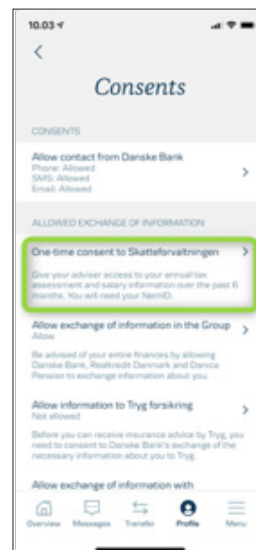 10.03
Consents
CONSENTS
Allow contact from Danske Bank
Phone: Allowed
SMS: Allowed
Email: Allowed
ALLOWED EXCHANGE OF INFORMATION
One-time consent to Skatteforvaltningen
Give your adviser access to your annual tax
assessment and salary information over the past 6
months. You will need your NemID.
Allow exchange of information in the Group
Allow
Be advised of your entire finances by allowing
Danske Bank, Realkredit Danmark and Danica
Pension to exchange information about you.
Allow information to Tryg forsikring
Not allowed
Before you can receive insurance advice by Tryg, you
need to consent to Danske Bank's exchange of the
necessary information about you to Tryg.
Allow exchange of information with
Overview Messages Transfer Profile Menu